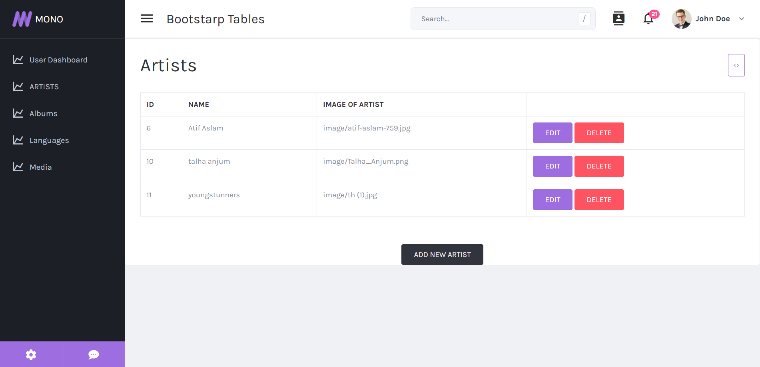 MONO
Bootstarp Tables
Search...
/
21
John Doe
User Dashboard
ARTISTS
Albums
Languages
Media
Artists
ID NAME IMAGE OF ARTIST
6 Atif Aslam image/atif-aslam-759.jpg EDIT DELETE
10 talha anjum image/Talha_Anjum.png EDIT DELETE
11 youngstunners image/th (1).jpg EDIT DELETE
ADD NEW ARTIST